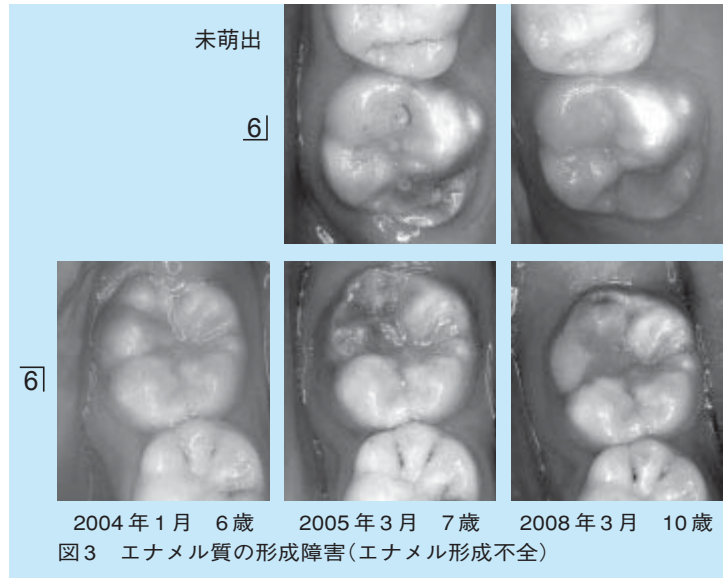 未萌出
6
6
2004年1月 6歳
2005年3月 7歳
2008年3月 10歳
図3 エナメル質の形成障害(エナメル形成不全)